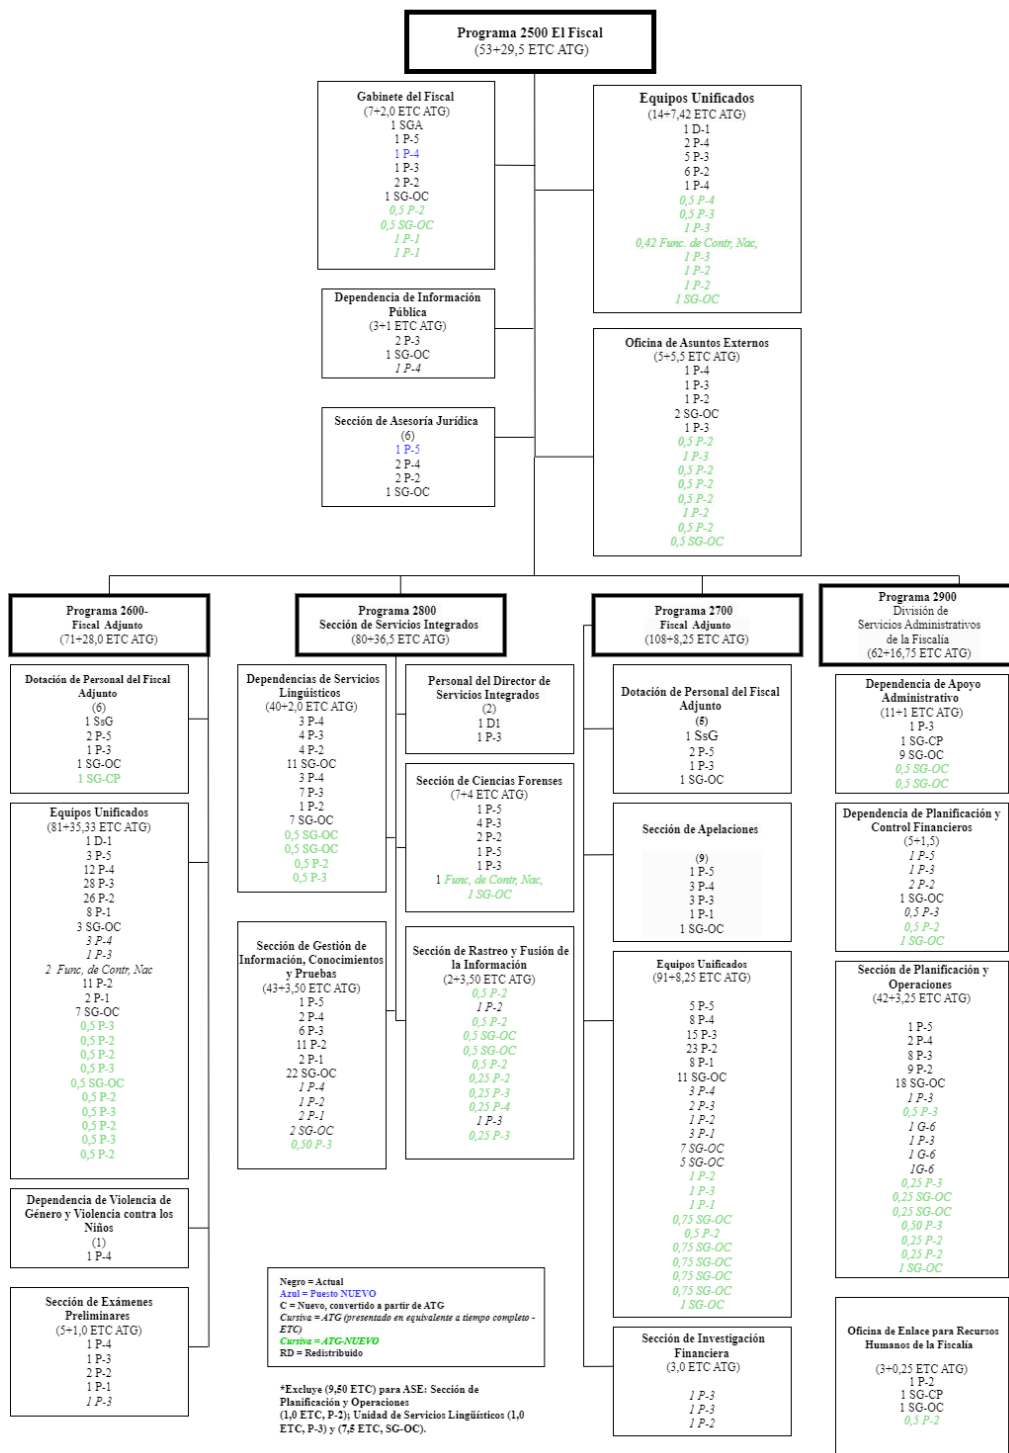 Programa 2500 El Fiscal
(53+29,5 ETC ATG)
Gabinete del Fiscal
(7+2,0 ETC ATG)
1 SGA
1 P-5
1 P-4
1 P-3
2 P-2
1 SG-OC
0,5 P-2
0,5 SG-OC
1 P-1
1 P-1
Equipos Unificados
(14+7,42 ETC ATG)
1 D-1
2 P-4
5 P-3
6 P-2
1 P-4
0,5 P-4
0,5 P-3
1 P-3
0,42 Func. de Contr, Nac,
1 P-3
1 P-2
1 P-2
1 SG-OC
Dependencia de Información
Pública
(3+1 ETC ATG)
2 P-3
1 SG-OC
1 P-4
Oficina de Asuntos Externos
(5+5,5 ETC ATG)
1 P-4
1 P-3
1 P-2
2 SG-OC
1 P-3
0,5 P-2
1 P-3
0,5 P-2
0,5 P-2
0,5 P-2
1 P-2
0,5 P-2
0,5 SG-OC
Sección de Asesoría Jurídica
(6)
1 P-5
2 P-4
2 P-2
1 SG-OC
Programa 2600-
Fiscal Adjunto
(71+28,0 ETC ATG)
Dotación de Personal del Fiscal
Adjunto
(6)
1 SsG
2 P-5
1 P-3
1 SG-OC
1 SG-CP
Equipos Unificados
(81+35,33 ETC ATG)
1 D-1
3 P-5
12 P-4
28 P-3
26 P-2
8 P-1
3 SG-OC
3 P-4
1 P-3
2 Func, de Contr, Nac
11 P-2
2 P-1
7 SG-OC
0,5 P-3
0,5 P-2
0,5 P-2
0,5 P-3
0,5 SG-OC
0,5 P-2
0,5 P-3
0,5 P-2
0,5 P-3
0,5 P-2
Dependencia de Violencia de
Género y Violencia contra los
Niños
(1)
1 P-4
Sección de Exámenes
Preliminares
(5+1,0 ETC ATG)
1 P-4
1 P-3
2 P-2
1 P-1
1 P-3
Programa 2800
Sección de Servicios Integrados
(80+36,5 ETC ATG)
Dependencias de Servicios
Lingüísticos
(40+2,0 ETC ATG)
3 P-4
4 P-3
4 P-2
11 SG-OC
3 P-4
7 P-3
1 P-2
7 SG-OC
0,5 SG-OC
0,5 SG-OC
0,5 P-2
0,5 P-3
Sección de Gestión de
Información, Conocimientos
y Pruebas
(43+3,50 ETC ATG)
1 P-5
2 P-4
6 P-3
11 P-2
2 P-1
22 SG-OC
1 P-4
1 P-2
2 P-1
2 SG-OC
0,50 P-3
Personal del Director de
Servicios Integrados
(2)
1 D1
1 P-3
Sección de Ciencias Forenses
(7+4 ETC ATG)
1 P-5
4 P-3
2 P-2
1 P-5
1 P-3
1 Func, de Contr, Nac,
1 SG-OC
Sección de Rastreo y Fusión de
la Información
(2+3,50 ETC ATG)
0,5 P-2
1 P-2
0,5 P-2
0,5 SG-OC
0,5 SG-OC
0,5 P-2
0,25 P-2
0,25 P-3
0,25 P-4
1 P-3
0,25 P-3
Programa 2700
Fiscal Adjunto
(108+8,25 ETC ATG)
Dotación de Personal del Fiscal
Adjunto
(5)
1 SsG
2 P-5
1 P-3
1 SG-OC
Sección de Apelaciones
(9)
1 P-5
3 P-4
3 P-3
1 P-1
1 SG-OC
Equipos Unificados
(91+8,25 ETC ATG)
5 P-5
8 P-4
15 P-3
23 P-2
8 P-1
11 SG-OC
3 P-4
2 P-3
1 P-2
3 P-1
7 SG-OC
5 SG-OC
1 P-2
1 P-3
1 P-1
0,75 SG-OC
0,5 P-2
0,75 SG-OC
0,75 SG-OC
0,75 SG-OC
0,75 SG-OC
1 SG-OC
Sección de Investigación
Financiera
(3,0 ETC ATG)
1 P-3
1 P-3
1 P-2
Programa 2900
División de
Servicios Administrativos
de la Fiscalía
(62+16,75 ETC ATG)
Dependencia de Apoyo
Administrativo
(11+1 ETC ATG)
1 P-3
1 SG-CP
9 SG-OC
0,5 SG-OC
0,5 SG-OC
Dependencia de Planificación y
Control Financieros
(5+1,5)
1 P-5
1 P-3
2 P-2
1 SG-OC
0,5 P-3
0,5 P-2
1 SG-OC
Sección de Planificación y
Operaciones
(42+3,25 ETC ATG)
1 P-5
2 P-4
8 P-3
9 P-2
18 SG-OC
1 P-3
0,5 P-3
1 G-6
1 P-3
1 G-6
1G-6
0,25 P-3
0,25 SG-OC
0,25 SG-OC
0,50 P-3
0,25 P-2
0,25 P-2
1 SG-OC
Oficina de Enlace para Recursos
Humanos de la Fiscalía
(3+0,25 ETC ATG)
1 P-2
1 SG-CP
1 SG-OC
0,5 P-2
Negro = Actual
Azul = Puesto NUEVO
C = Nuevo, convertido a partir de ATG
Cursiva = ATG (presentado en equivalente a tiempo completo -
ETC)
Cursiva = ATG-NUEVO
RD = Redistribuido
*Excluye (9,50 ETC) para ASE: Sección de
Planificación y Operaciones
(1,0 ETC, P-2); Unidad de Servicios Lingüísticos (1,0
ETC, P-3) y (7,5 ETC, SG-OC).